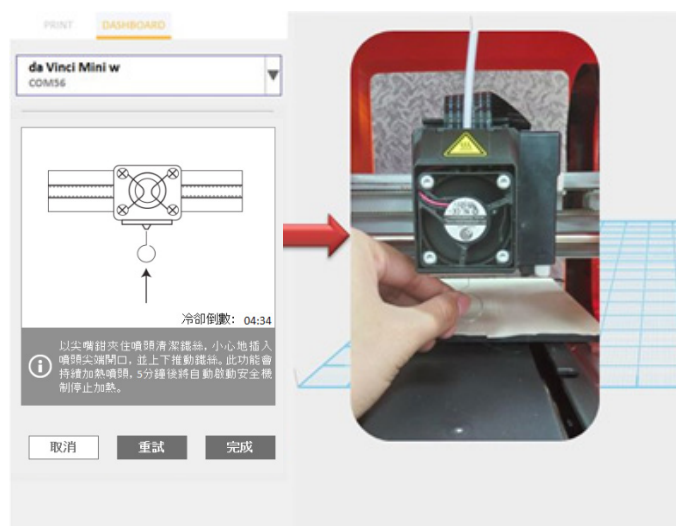 PRINT DASHBOARD
da Vinci Mini w
COM56
冷卻倒數: 04:34
以尖嘴鉗夾住噴頭清潔鐵絲, 小心地插入
噴頭尖端開口, 並上下推動鐵絲。此功能會
持續加熱噴頭, 5分鐘後將自動啟動安全機
制停止加熱。
取消 重試 完成